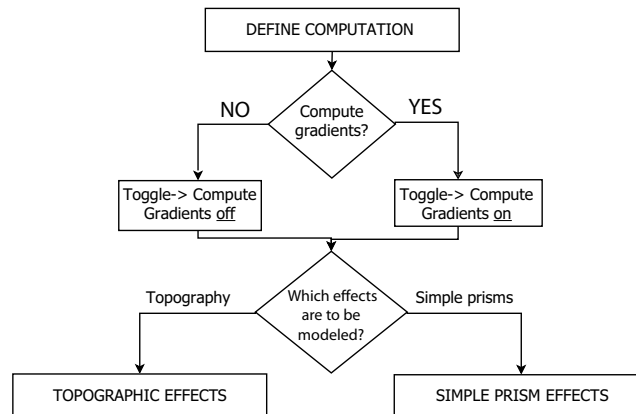 DEFINE COMPUTATION
NO
YES
Compute
gradients?
Toggle-> Compute
Gradients off
Toggle-> Compute
Gradients on
Topography
Simple prisms
Which effects
are to be
modeled?
TOPOGRAPHIC EFFECTS
SIMPLE PRISM EFFECTS